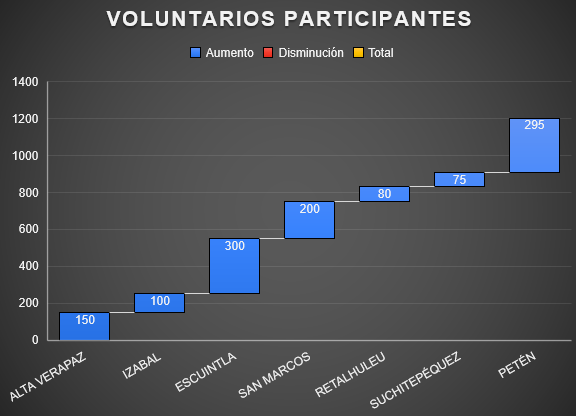 VOLUNTARIOS PARTICIPANTES
Aumento Disminución Total
1400
1200
1000
800
600
400
200
0
150
100
300
200
80
75
295
ALTA VERAPAZ
IZABAL
ESCUINTLA
SAN MARCOS
RETALHULEU
SUCHITEPÉQUEZ
PETÉN